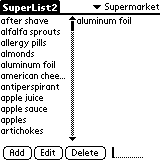 SuperList2
Supermarket
after shave
alfalfa sprouts
allergy pills
almonds
aluminum foil
american chee...
antiperspirant
apple juice
apple sauce
apples
artichokes
aluminum foil
Add
Edit
Delete